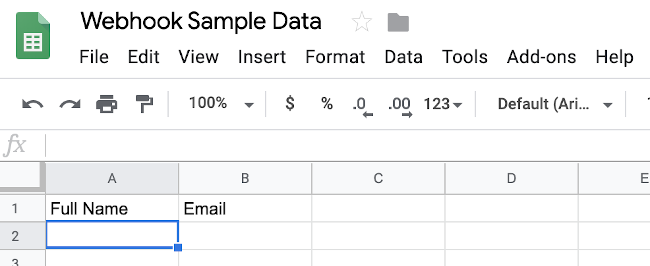 Webhook Sample Data
File Edit View Insert Format Data Tools Add-ons Help
100% $ % .0 .00 123 Default (Ari...
fx
A B C D E
1 Full Name Email
2
3